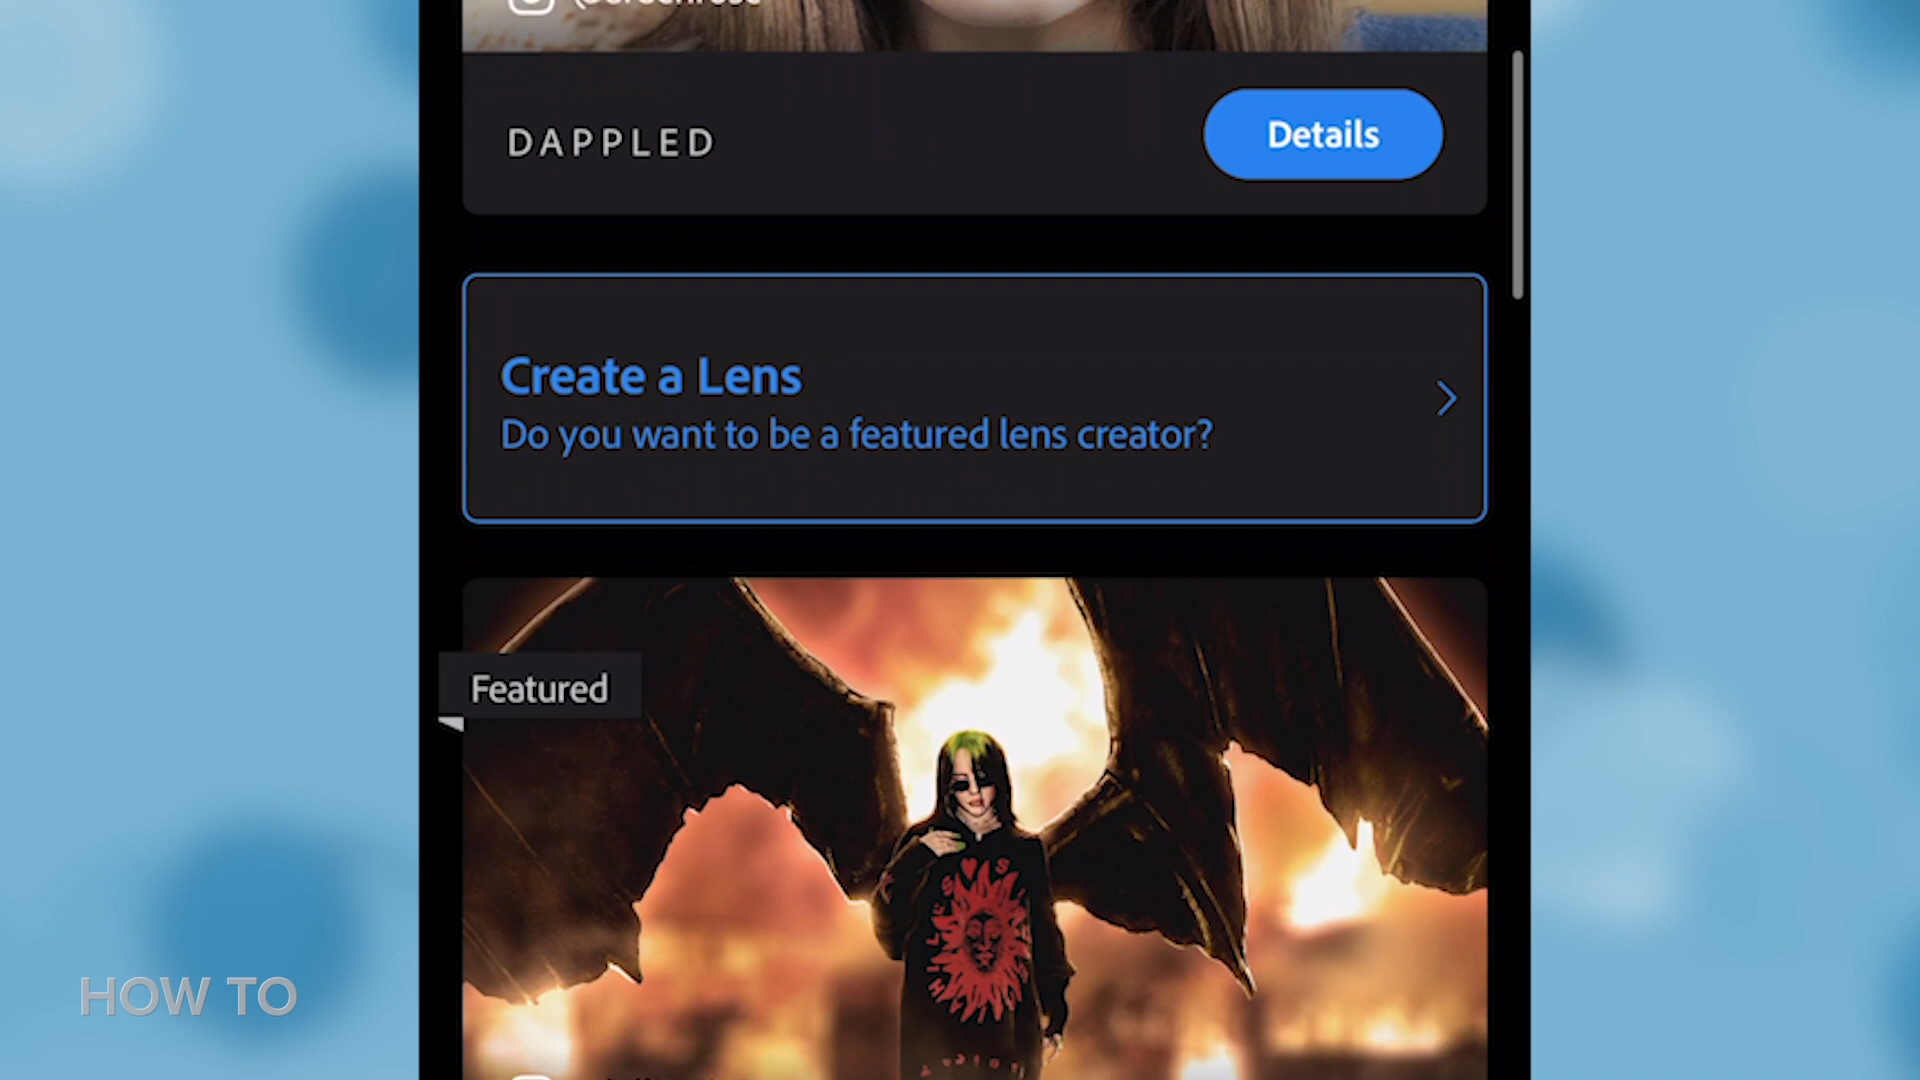 DAPPLED
Details
Create a Lens
Do you want to be a featured lens creator?
Featured
HOW TO